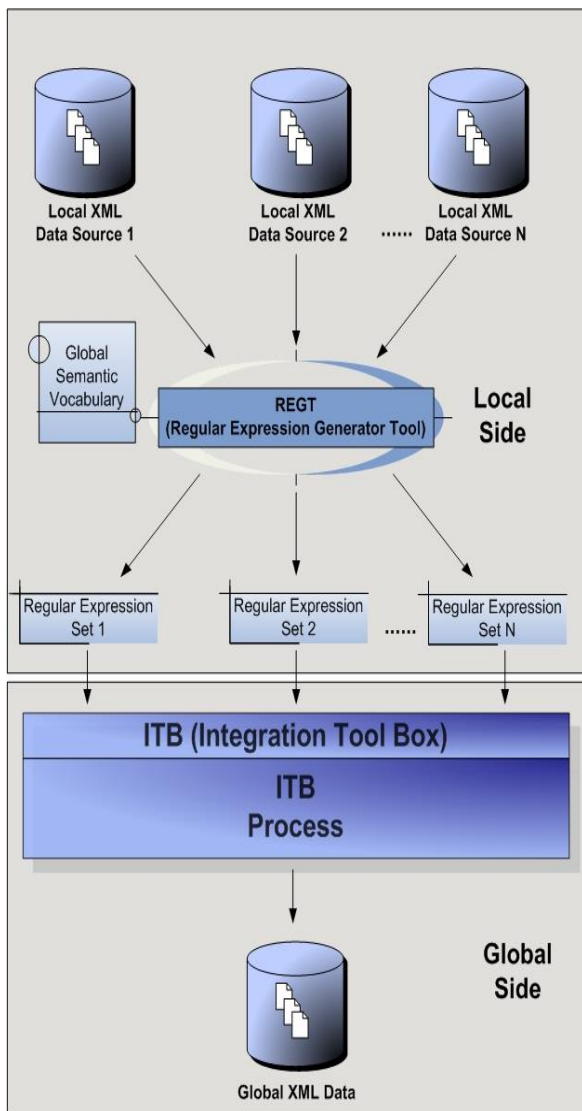 Local XML
Data Source 1
Local XML
Data Source 2
......
Local XML
Data Source N
Global
Semantic
Vocabulary
REGT
(Regular Expression Generator Tool)
Local
Side
Regular Expression
Set 1
Regular Expression
Set 2
......
Regular Expression
Set N
ITB (Integration Tool Box)
ITB
Process
Global
Side
Global XML Data